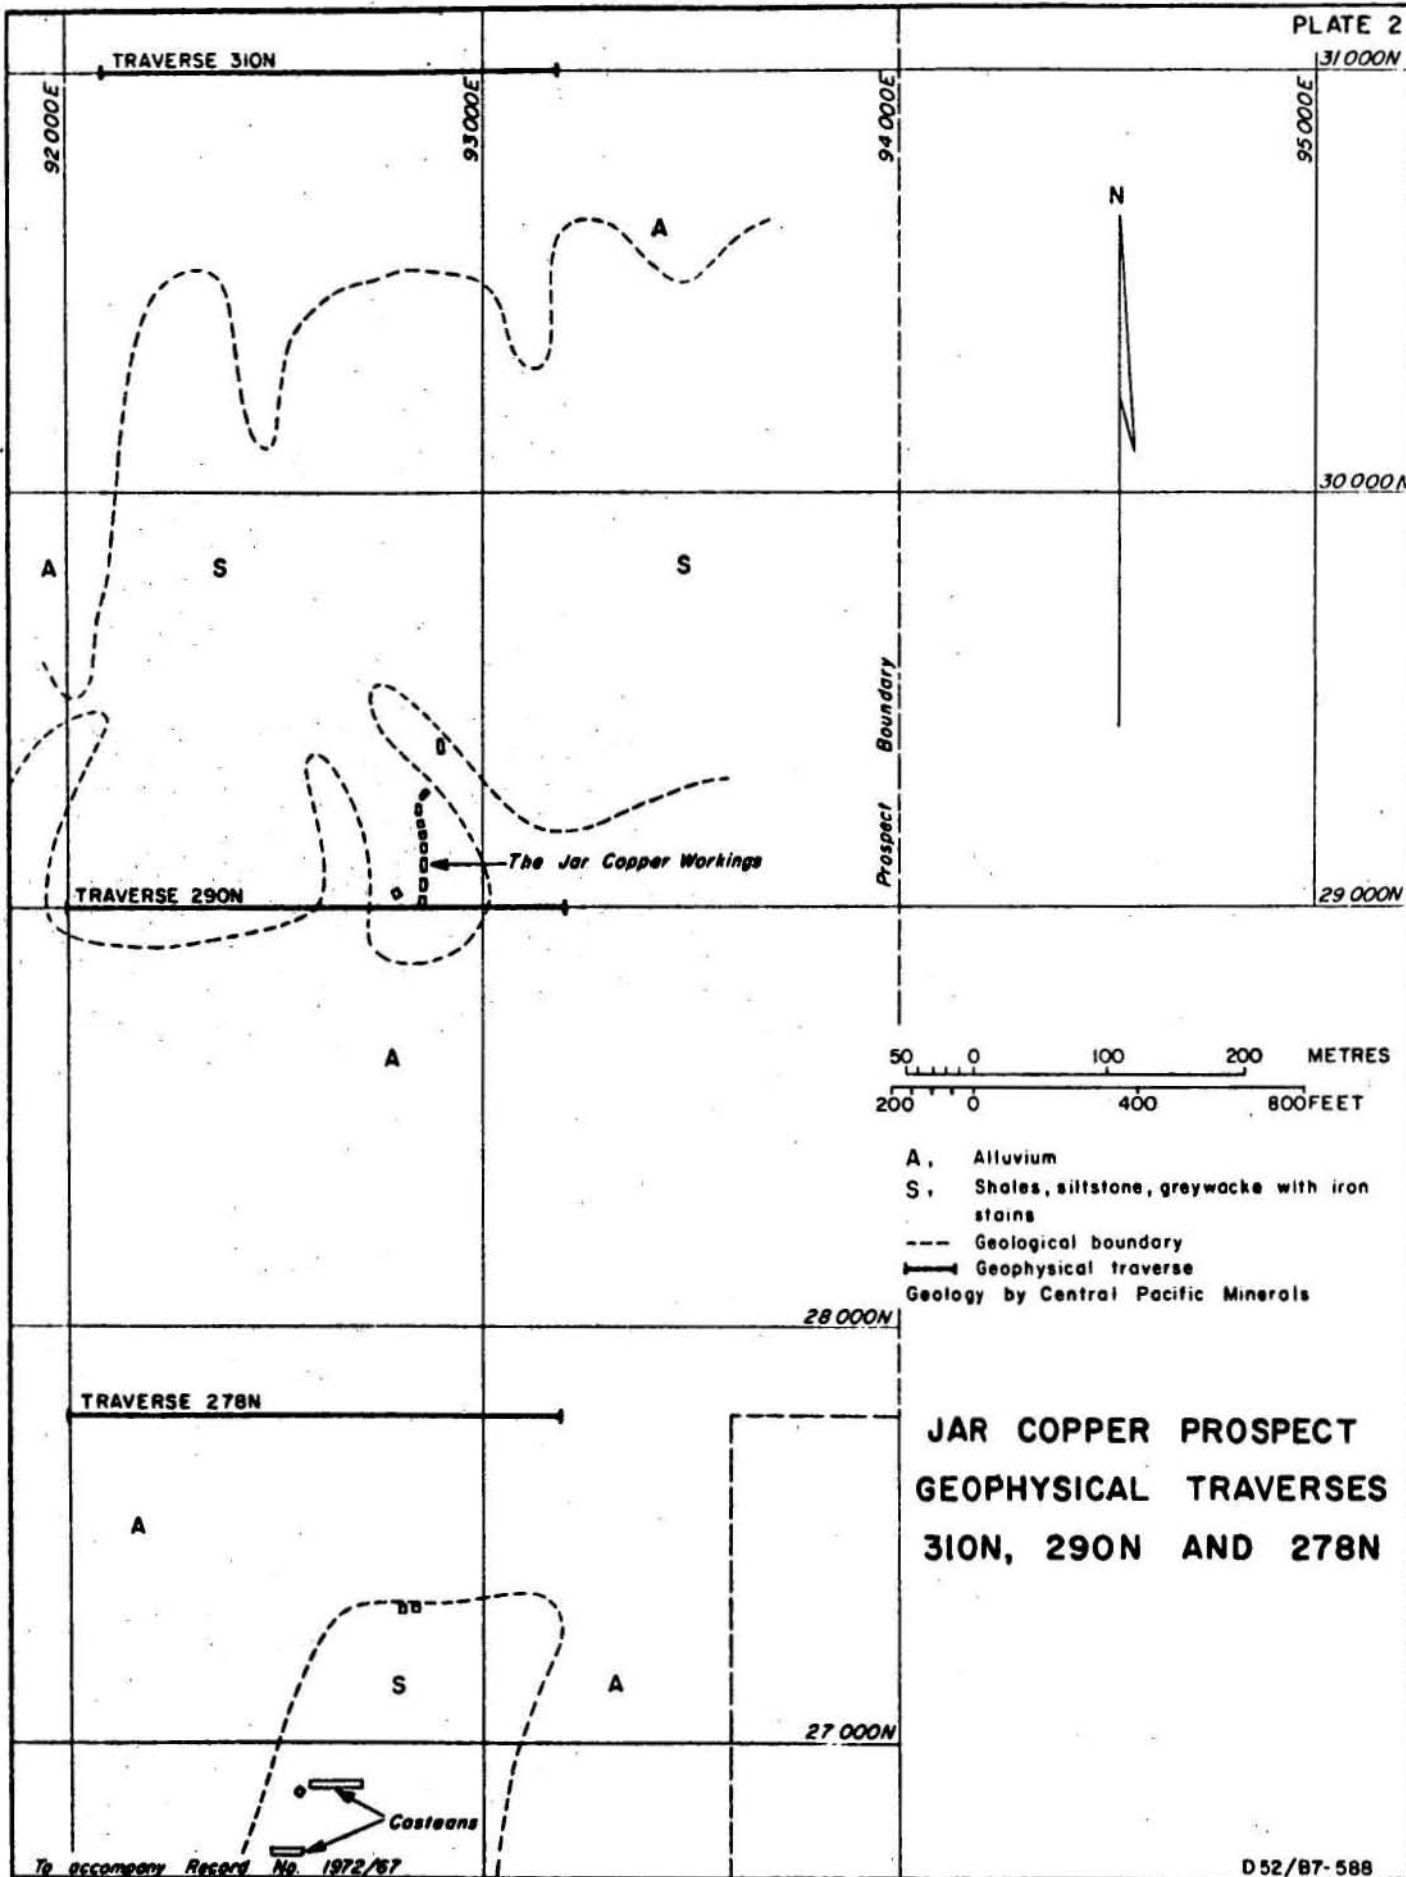 PLATE 2
TRAVERSE 310N
31 000N
92 000E
93 000E
94 000E
95 000E
N
A
30 000N
A
S
S
Prospect Boundary
The Jar Copper Workings
TRAVERSE 290N
29 000N
A
50 0 100 200 METRES
200 0 400 800 FEET
A, Alluvium
S, Shales, siltstone, greywacke with iron
stains
Geological boundary
Geophysical traverse
Geology by Central Pacific Minerals
28 000N
TRAVERSE 278N
JAR COPPER PROSPECT
GEOPHYSICAL TRAVERSES
310N, 290N AND 278N
A
S
A
27 000N
Costeans
To accompany Record No. 1972/67
D 52/B7-588